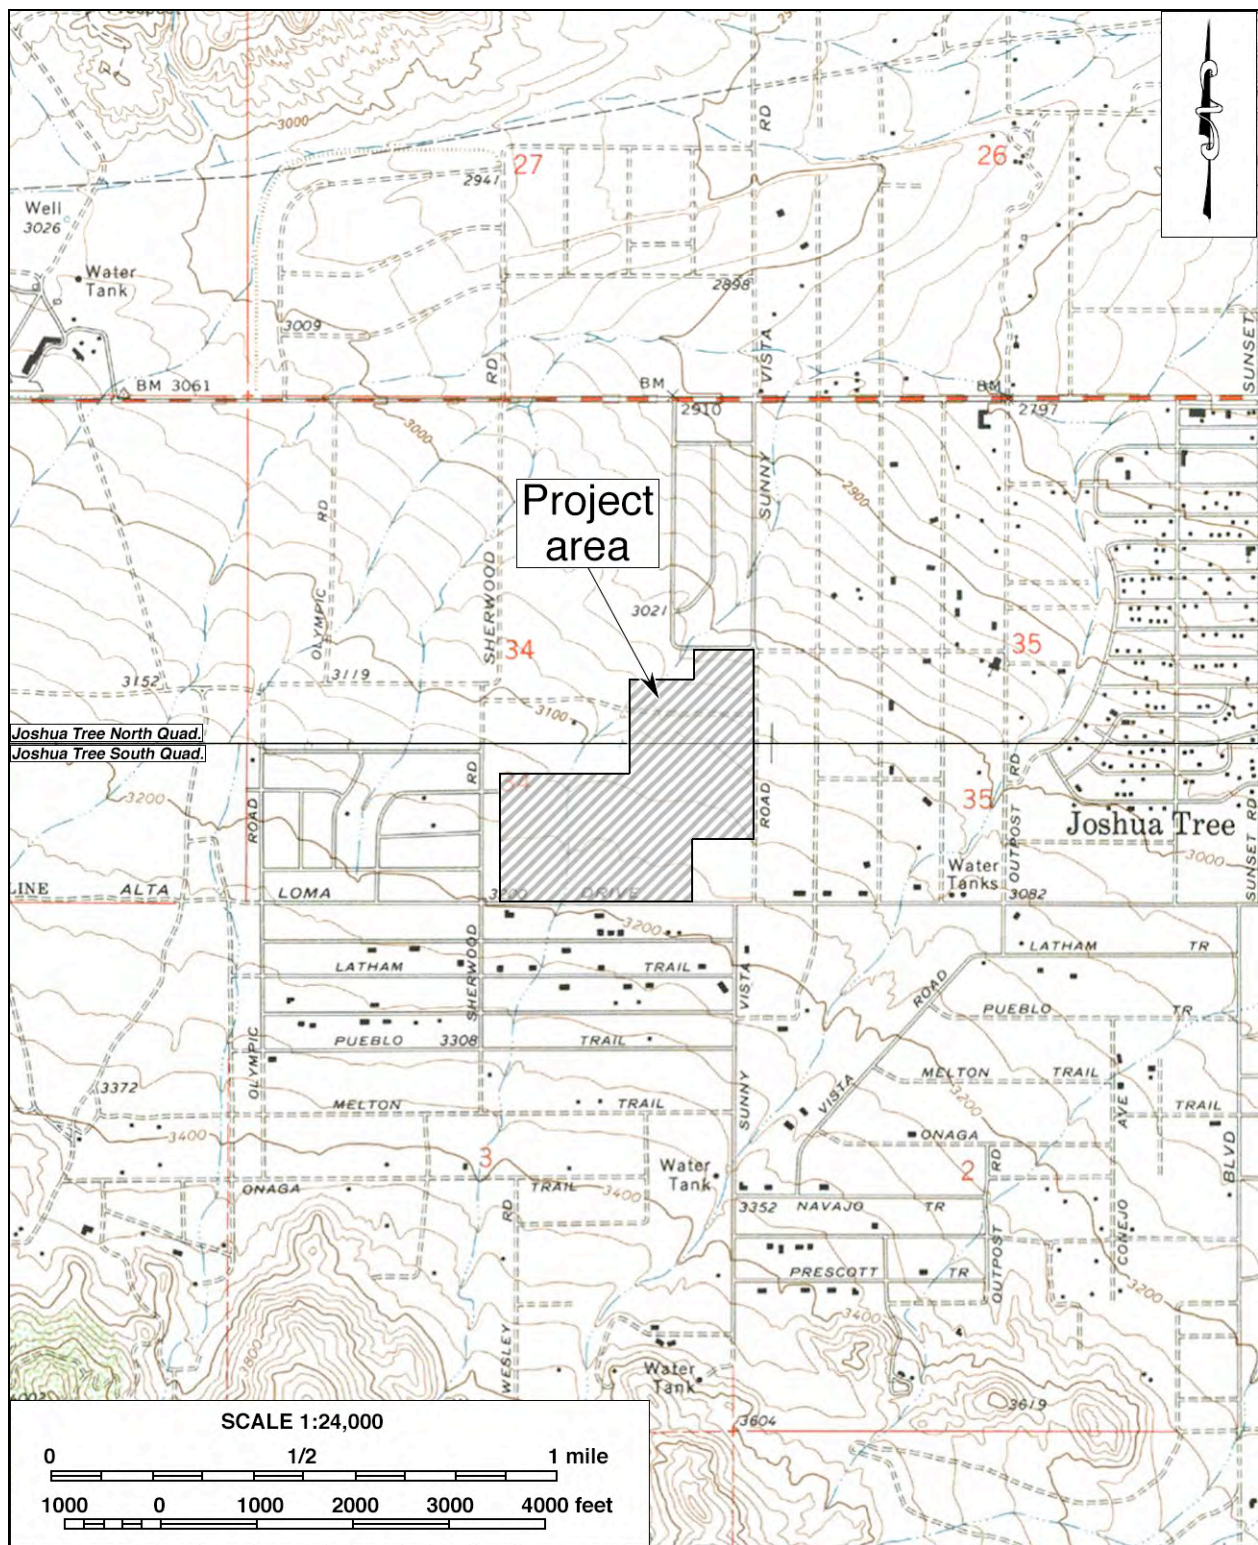 3000
RD
27
26
2941
Well
3026
Water
Tank
2898
3009
RD
VISTA
SUNSET
BM 3061
BM
BM
2910
2797
3000
SUNNY
2900
RD
Project
area
OLYMPIC
SHERWOOD
3021
34
35
3152
3119
3100
Joshua Tree North Quad.
Joshua Tree South Quad.
RD
RD
34
3200
35
ROAD
ROAD
OUTPOST
Joshua Tree
SUNSET RD
3000
Water
Tanks
LINE
ALTA
LOMA
3200
DRIVE
3082
3200
SHERWOOD
LATHAM
TRAIL
LATHAM
TR
VISTA
ROAD
PUEBLO
TR
PUEBLO
3308
TRAIL
OLYMPIC
MELTON
TRAIL
3372
SUNNY
VISTA
3200
MELTON
TRAIL
AVE
TRAIL
3400
ONAGA
3
RD
2
BLVD
Water
Tank
ONAGA
TRAIL
3400
RD
3352
NAVAJO
TR
OUTPOST
CONEJO
PRESCOTT
TR
3200
3400
WESLEY
Water
Tank
3619
3604
SCALE 1:24,000
0
1/2
1 mile
1000
0
1000
2000
3000
4000 feet